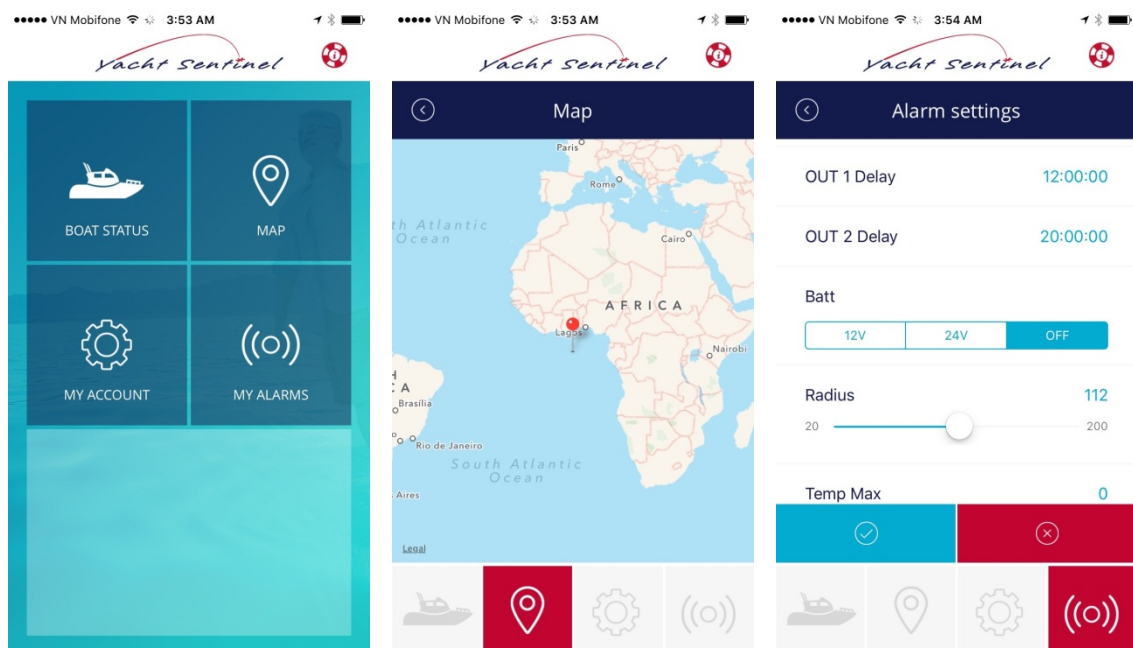 VN Mobifone 3:53 AM
Yacht Sentinel
BOAT STATUS
MAP
MY ACCOUNT
MY ALARMS
VN Mobifone 3:53 AM
Yacht Sentinel
Map
Paris
Rome
th Atlantic
Ocean
Cairo
AFRICA
Lagos
Nairobi
H
C A
Brasília
Rio de Janeiro
South Atlantic
Ocean
Aires
Legal
VN Mobifone 3:54 AM
Yacht Sentinel
Alarm settings
OUT 1 Delay 12:00:00
OUT 2 Delay 20:00:00
Batt
12V 24V OFF
Radius 112
20 200
Temp Max 0